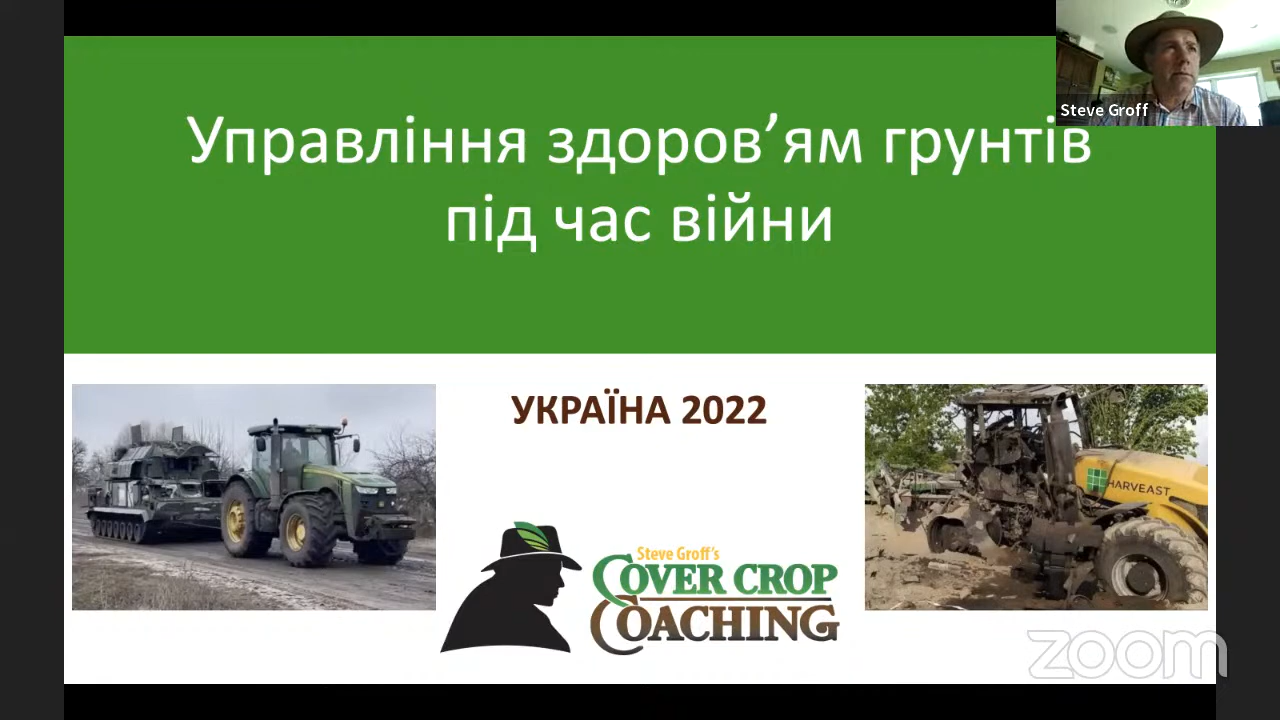 Steve Groff
Управління здоров’ям грунтів
під час війни
УКРАЇНА 2022
Steve Groff's
COVER CROP
COACHING
HARVEAST
zoom